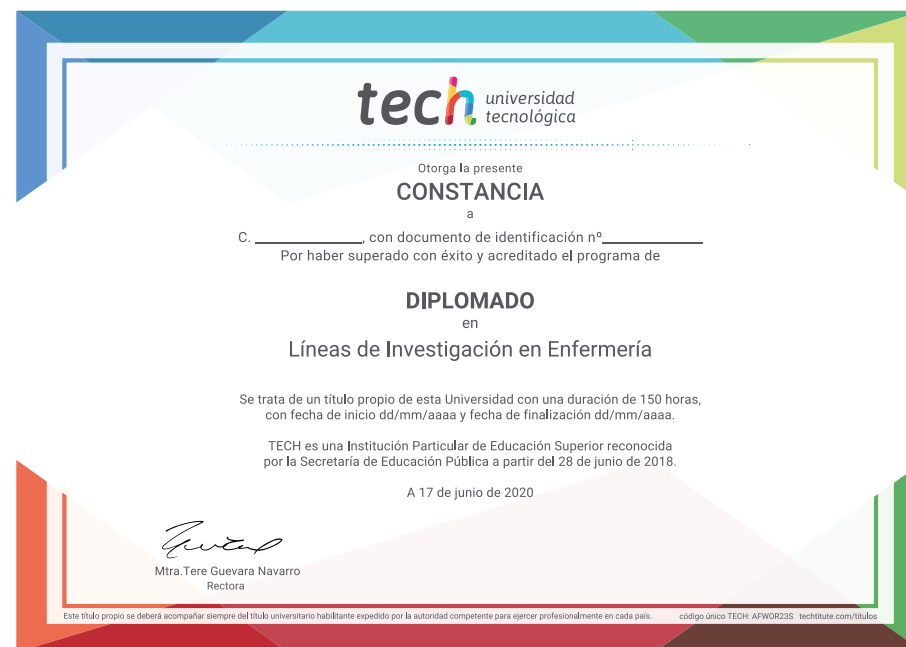 tech universidad
tecnológica
Otorga la presente
CONSTANCIA
a
C. ______________, con documento de identificación nº_____________
Por haber superado con éxito y acreditado el programa de
DIPLOMADO
en
Líneas de Investigación en Enfermería
Se trata de un título propio de esta Universidad con una duración de 150 horas,
con fecha de inicio dd/mm/aaaa y fecha de finalización dd/mm/aaaa.
TECH es una Institución Particular de Educación Superior reconocida
por la Secretaría de Educación Pública a partir del 28 de junio de 2018.
A 17 de junio de 2020
Mtra.Tere Guevara Navarro
Rectora
Este título propio se deberá acompañar siempre del título universitario habilitante expedido por la autoridad competente para ejercer profesionalmente en cada país. código único TECH: AFWOR23S techtitute.com/titulos